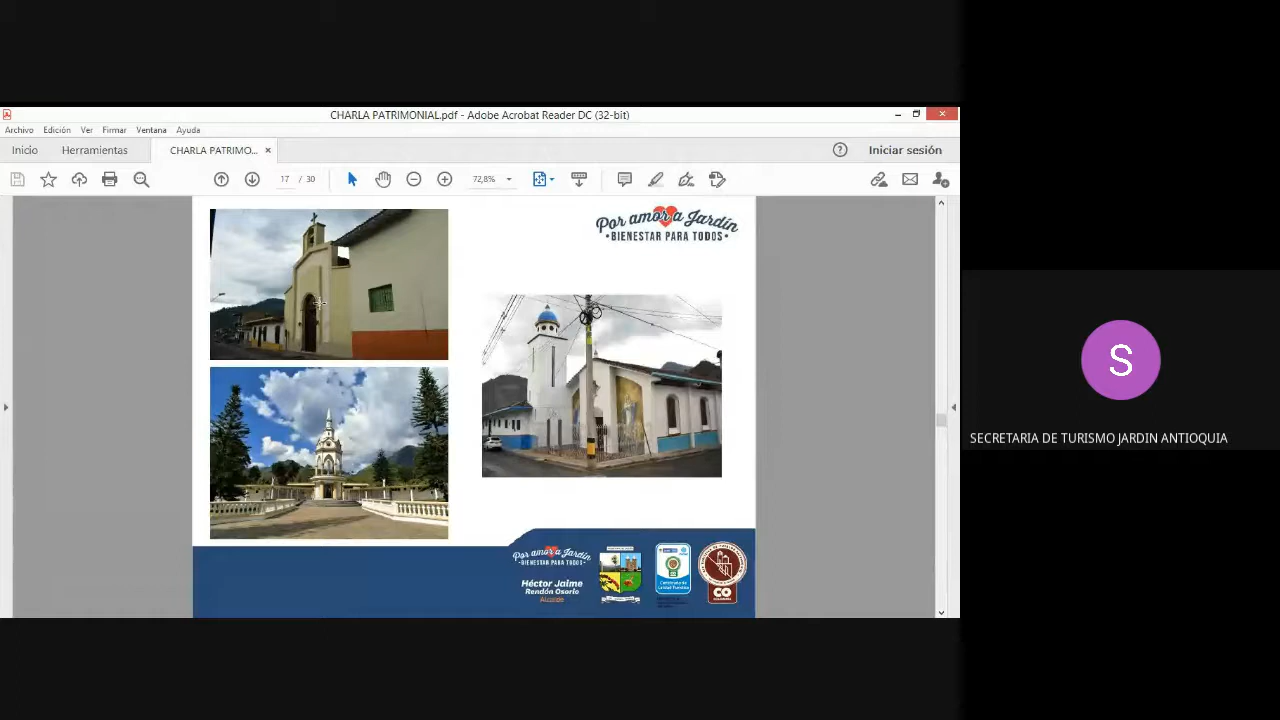 CHARLA PATRIMONIAL.pdf - Adobe Acrobat Reader DC (32-bit)
Archivo Edición Ver Firmar Ventana Ayuda
Inicio Herramientas CHARLA PATRIMO... × Iniciar sesión
17 / 30 72,8%
Por amor a Jardín
•BIENESTAR PARA TODOS•
S
SECRETARIA DE TURISMO JARDIN ANTIOQUIA
Por amor a Jardín
•BIENESTAR PARA TODOS•
Héctor Jaime
Rendón Osorio
Alcalde
CO